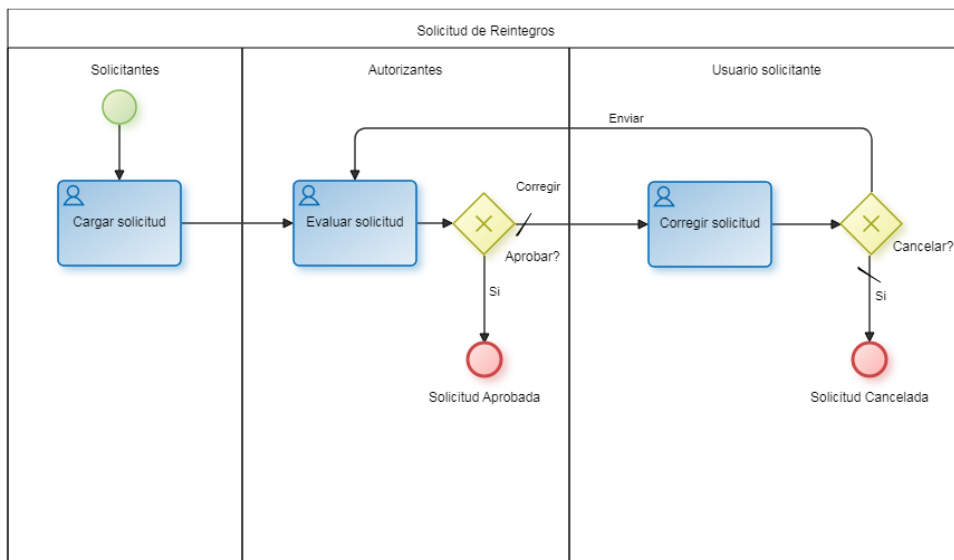 Solicitud de Reintegros
Solicitantes
Autorizantes
Usuario solicitante
Enviar
Cargar solicitud
Evaluar solicitud
Corregir
Aprobar?
Corregir solicitud
Cancelar?
Si
Si
Solicitud Aprobada
Solicitud Cancelada